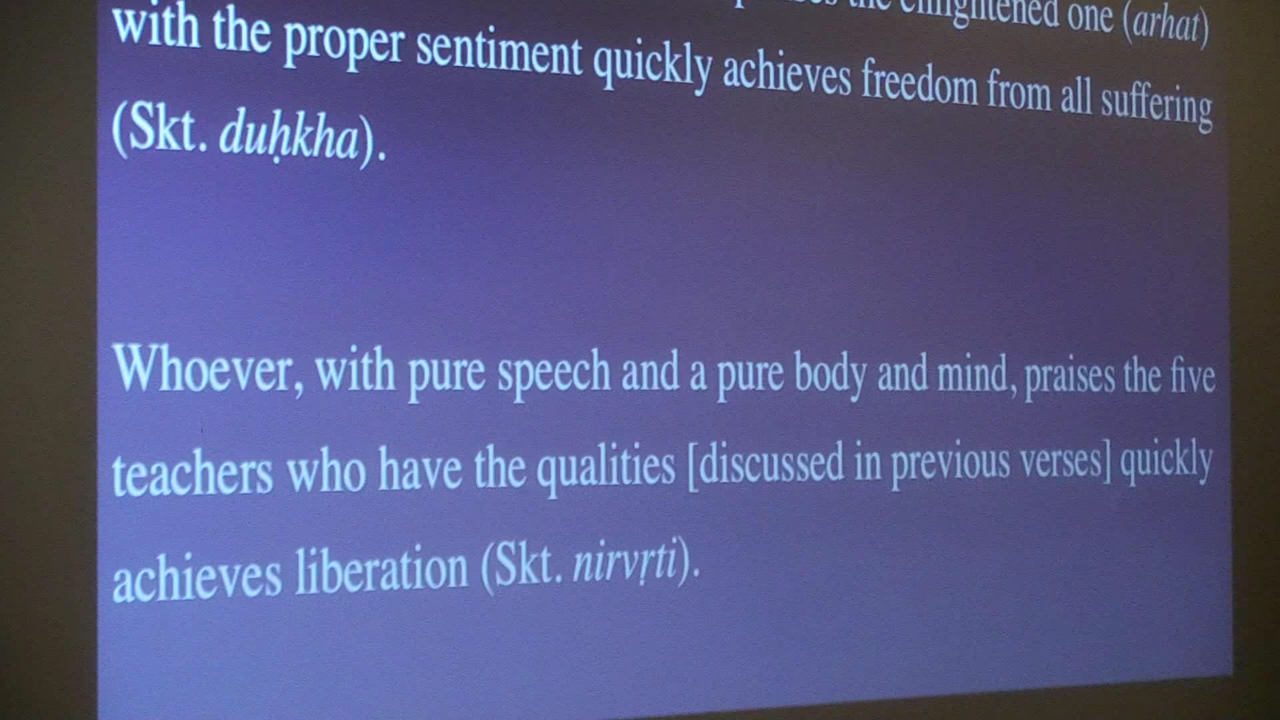 the enlightened one (arhat)
with the proper sentiment quickly achieves freedom from all suffering
(Skt. duḥkha).
Whoever, with pure speech and a pure body and mind, praises the five
teachers who have the qualities [discussed in previous verses] quickly
achieves liberation (Skt. nirvṛti).